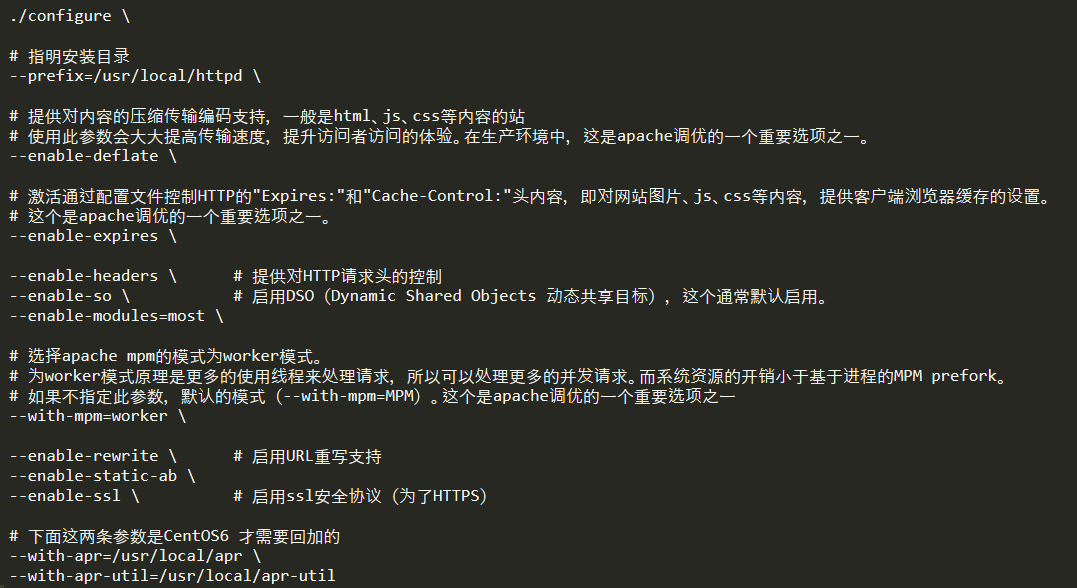 ./configure \
# 指明安装目录
--prefix=/usr/local/httpd \
# 提供对内容的压缩传输编码支持，一般是html、js、css等内容的站
# 使用此参数会大大提高传输速度，提升访问者访问的体验。在生产环境中，这是apache调优的一个重要选项之一。
--enable-deflate \
# 激活通过配置文件控制HTTP的"Expires:"和"Cache-Control:"头内容，即对网站图片、js、css等内容，提供客户端浏览器缓存的设置。
# 这个是apache调优的一个重要选项之一。
--enable-expires \
--enable-headers \      # 提供对HTTP请求头的控制
--enable-so \           # 启用DSO（Dynamic Shared Objects 动态共享目标），这个通常默认启用。
--enable-modules=most \
# 选择apache mpm的模式为worker模式。
# 为worker模式原理是更多的使用线程来处理请求，所以可以处理更多的并发请求。而系统资源的开销小于基于进程的MPM prefork。
# 如果不指定此参数，默认的模式（--with-mpm=MPM）。这个是apache调优的一个重要选项之一
--with-mpm=worker \
--enable-rewrite \      # 启用URL重写支持
--enable-static-ab \
--enable-ssl \          # 启用ssl安全协议（为了HTTPS）
# 下面这两条参数是CentOS6 才需要回加的
--with-apr=/usr/local/apr \
--with-apr-util=/usr/local/apr-util